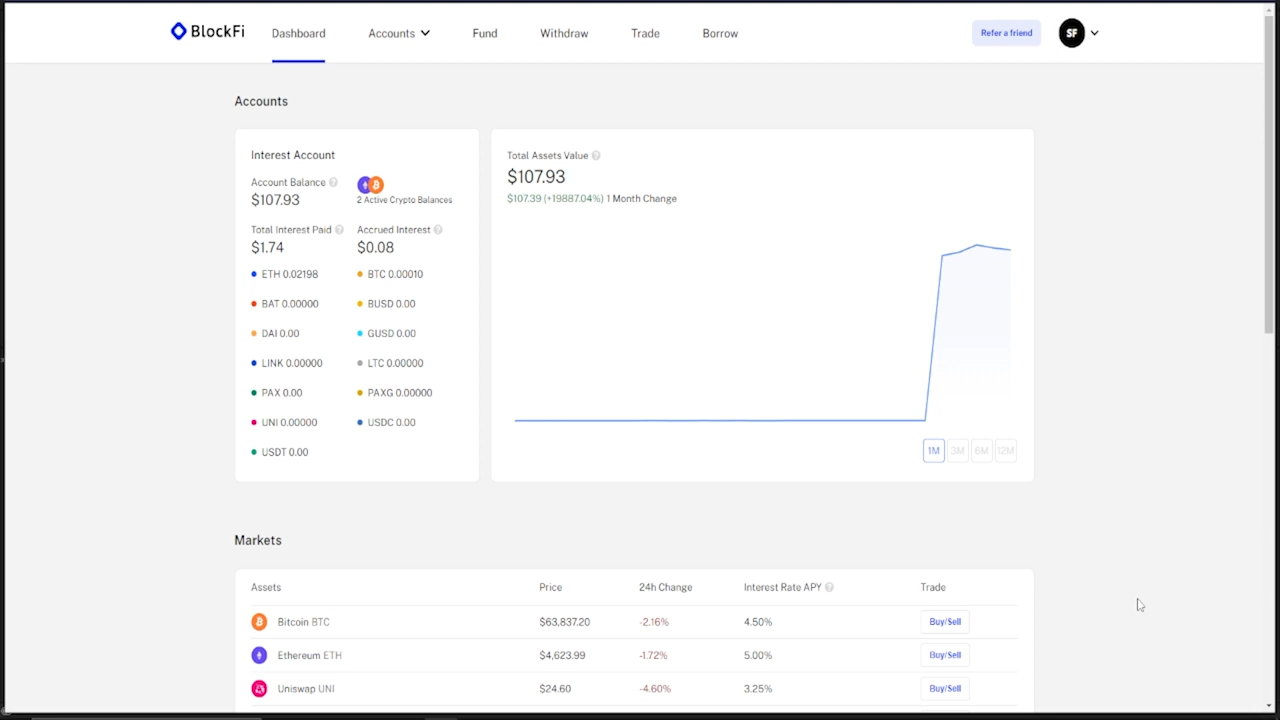 BlockFi Dashboard Accounts Fund Withdraw Trade Borrow Refer a friend SF
Accounts
Interest Account
Account Balance
$107.93
2 Active Crypto Balances
Total Interest Paid Accrued Interest
$1.74 $0.08
ETH 0.02198 BTC 0.00010
BAT 0.00000 BUSD 0.00
DAI 0.00 GUSD 0.00
LINK 0.00000 LTC 0.00000
PAX 0.00 PAXG 0.00000
UNI 0.00000 USDC 0.00
USDT 0.00
Total Assets Value
$107.93
$107.39 (+19887.04%) 1 Month Change
1M 3M 6M 12M
Markets
Assets Price 24h Change Interest Rate APY Trade
Bitcoin BTC $63,837.20 -2.16% 4.50% Buy/Sell
Ethereum ETH $4,623.99 -1.72% 5.00% Buy/Sell
Uniswap UNI $24.60 -4.60% 3.25% Buy/Sell